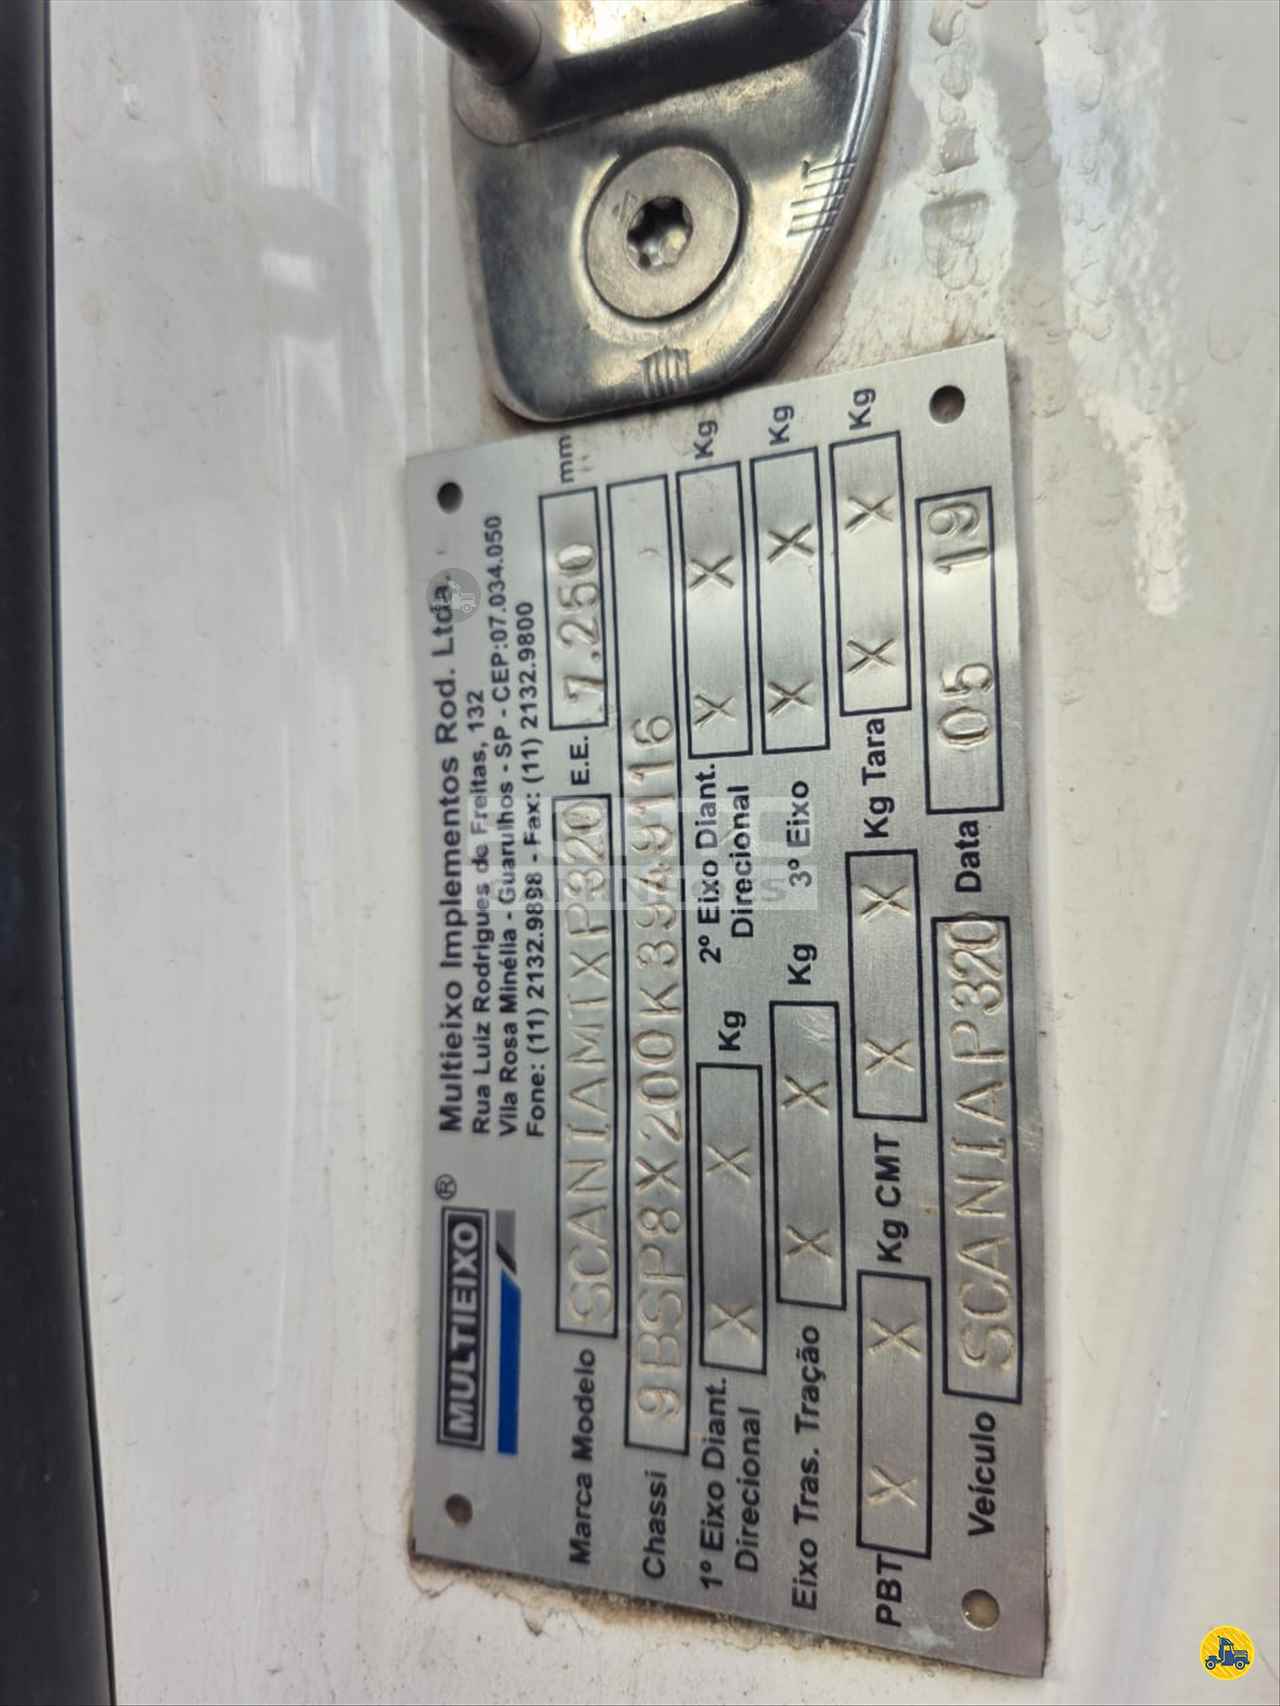 MULTIEIXO ®
Multieixo Implementos Rod. Ltda.
Rua Luiz Rodrigues de Freitas, 132
Vila Rosa Minélia - Guarulhos - SP - CEP:07.034.050
Fone: (11) 2132.9898 - Fax: (11) 2132.9800
Marca Modelo SCANIAMIXP320 E.E. 7.250 mm
Chassi 9BSP8X200K3949116
1º Eixo Diant. Direcional X X Kg 2º Eixo Diant. Direcional X X Kg
Eixo Tras. Tração X X Kg 3º Eixo X X Kg
PBT X X Kg CMT X X Kg Tara X X Kg
Veículo SCANIAP320 Data 05 19